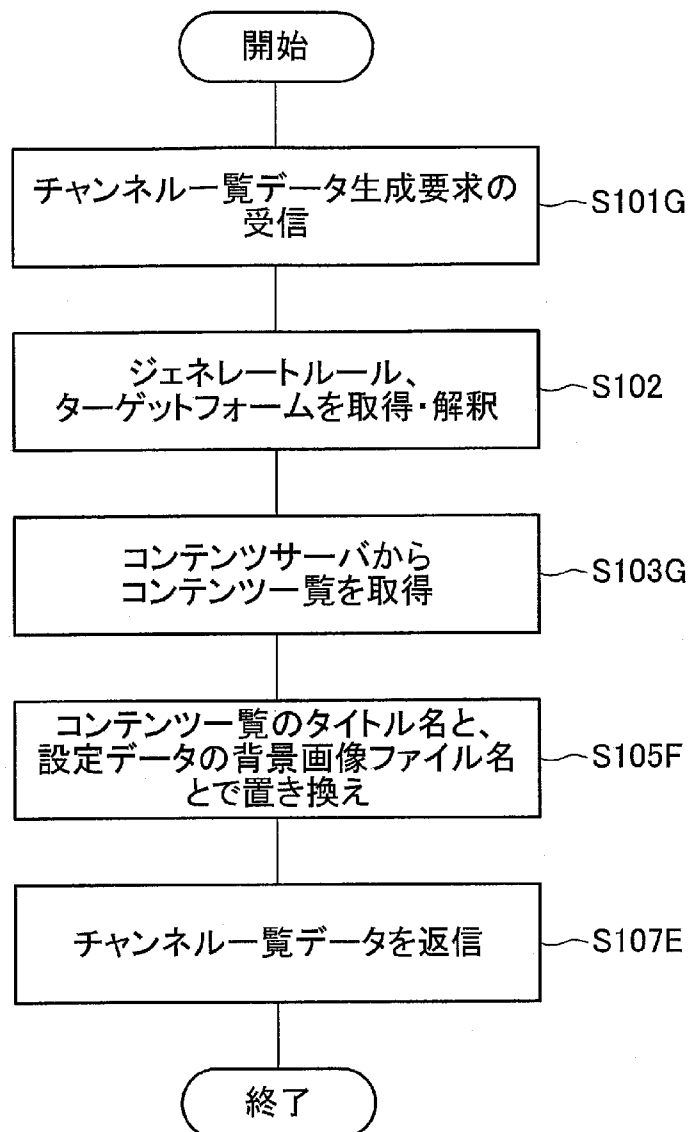 開始
チャンネル一覧データ生成要求の
受信
S101G
ジェネレートルール、
ターゲットフォームを取得・解釈
S102
コンテンツサーバから
コンテンツ一覧を取得
S103G
コンテンツ一覧のタイトル名と、
設定データの背景画像ファイル名
とで置き換え
S105F
チャンネル一覧データを返信
S107E
終了